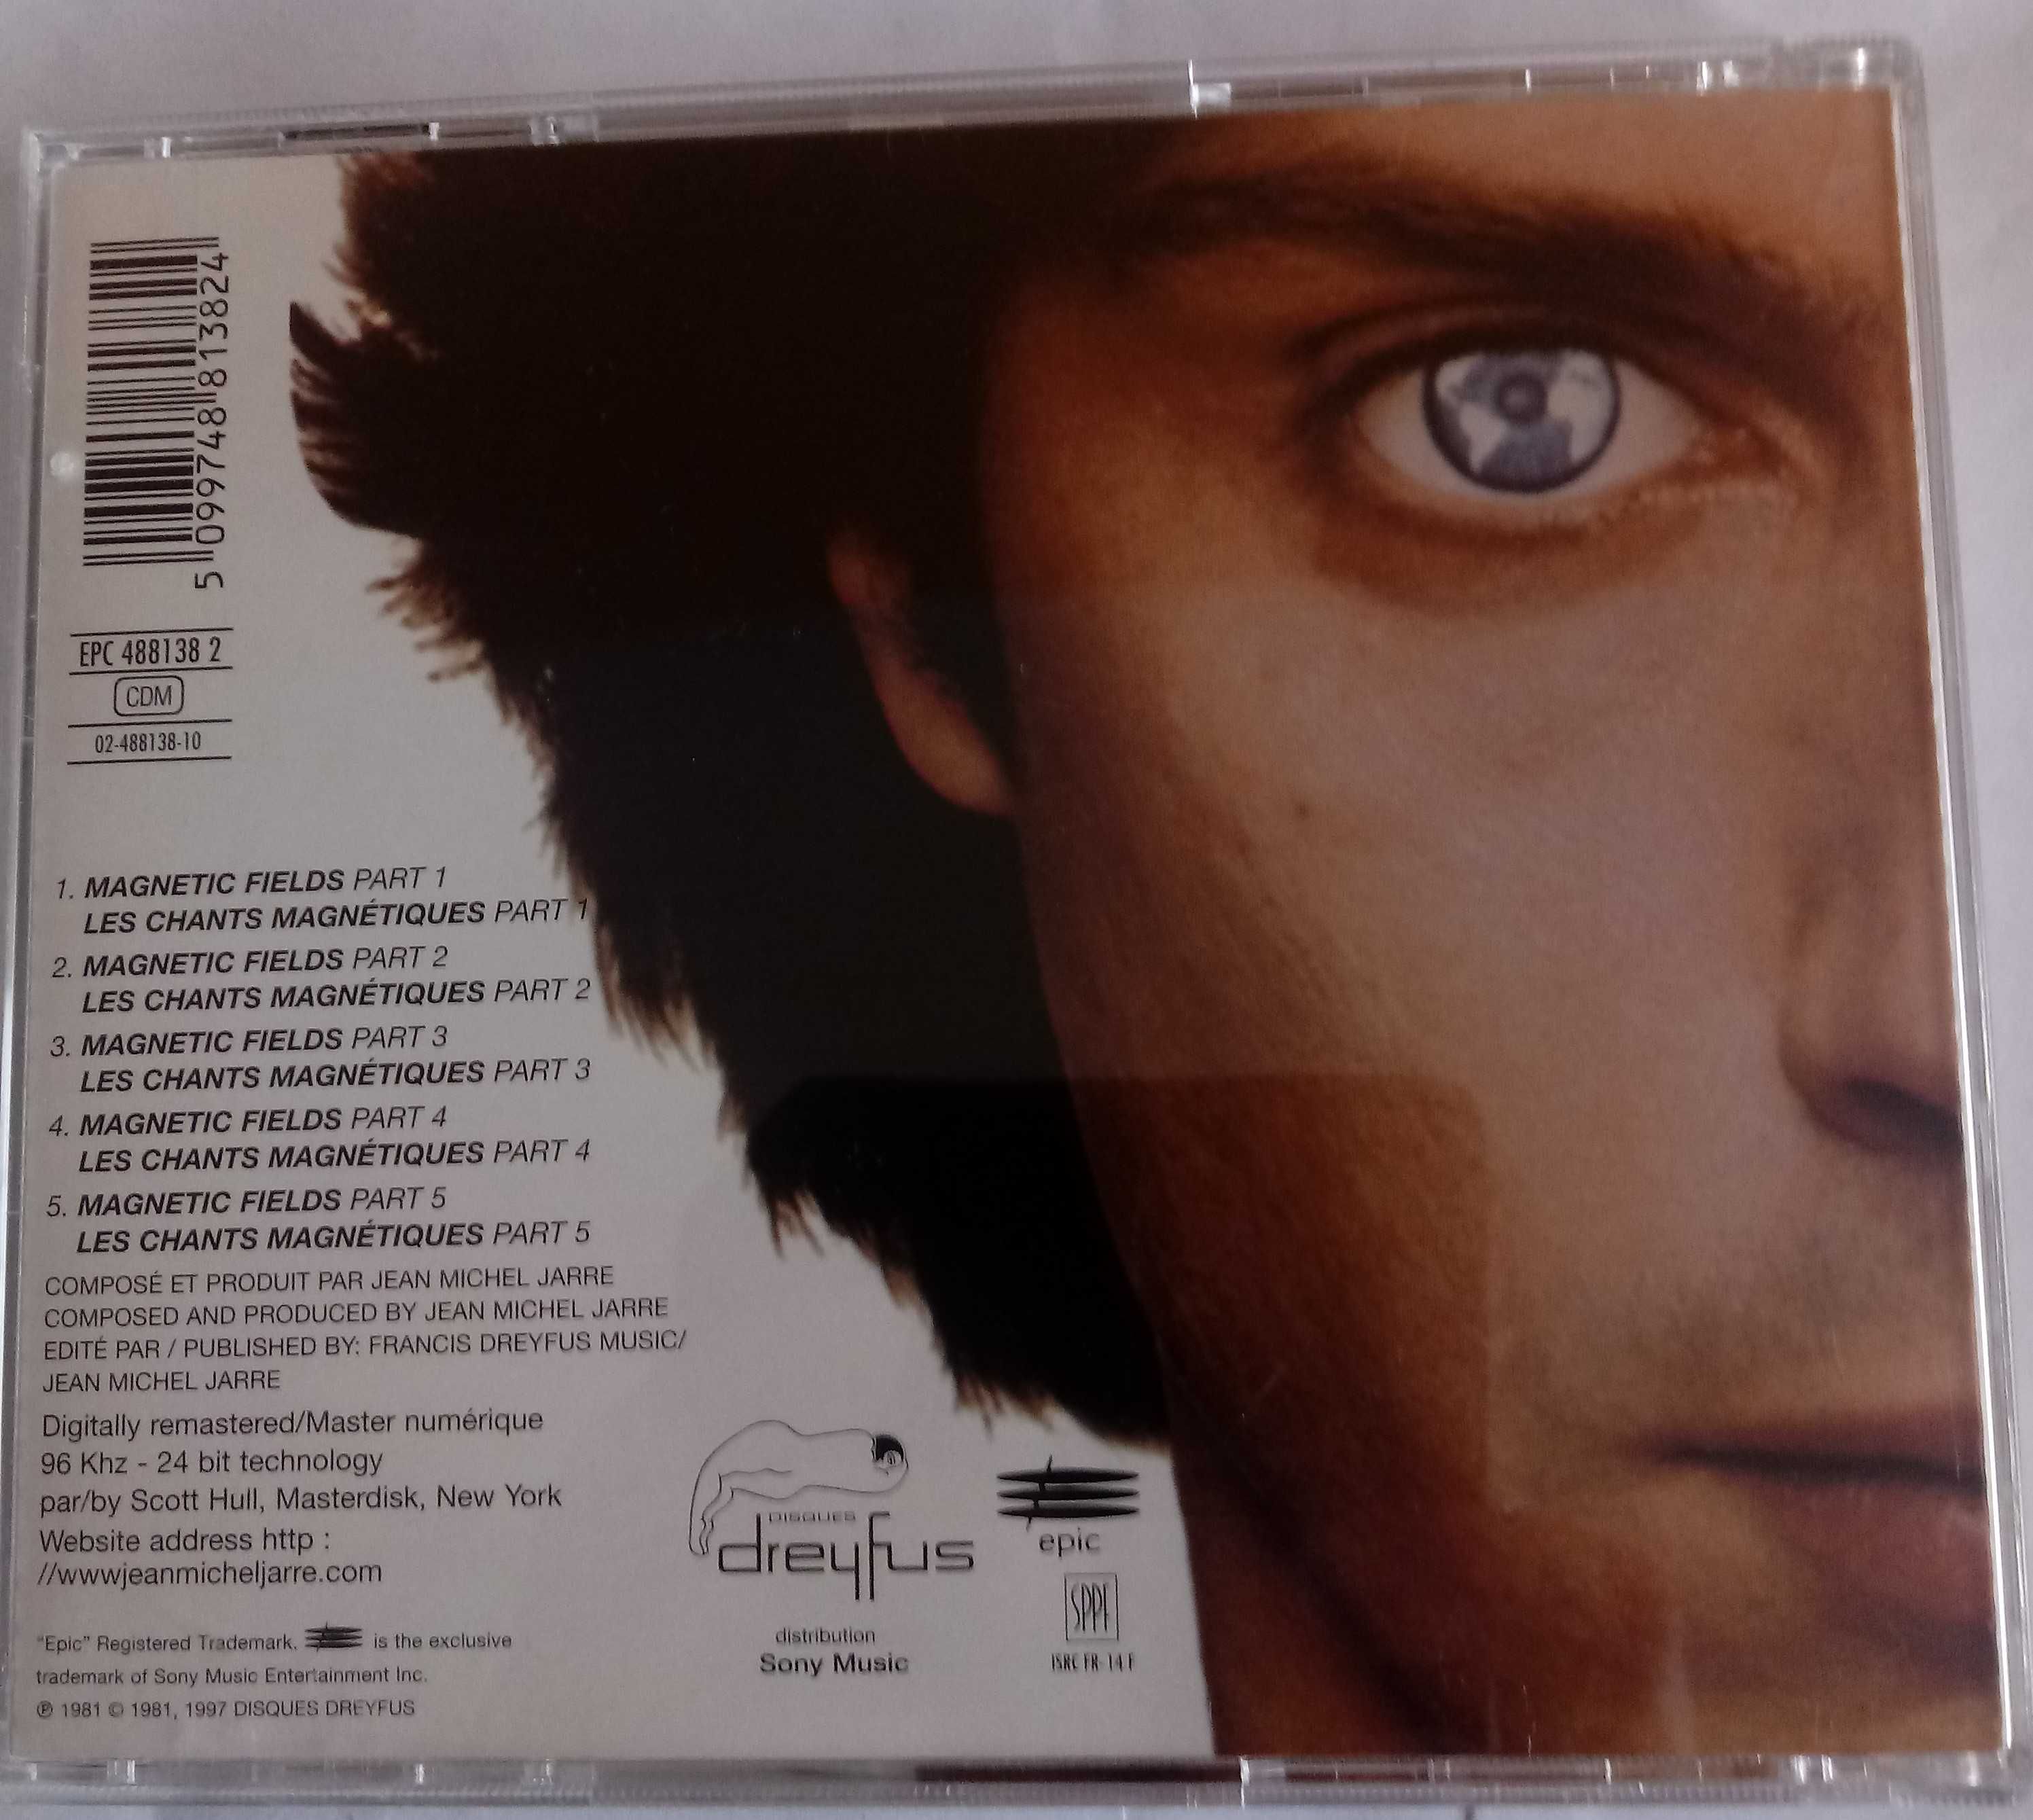 5 099748 813824
EPC 488138 2
CDM
02-488138-10
1. MAGNETIC FIELDS PART 1
LES CHANTS MAGNÉTIQUES PART 1
2. MAGNETIC FIELDS PART 2
LES CHANTS MAGNÉTIQUES PART 2
3. MAGNETIC FIELDS PART 3
LES CHANTS MAGNÉTIQUES PART 3
4. MAGNETIC FIELDS PART 4
LES CHANTS MAGNÉTIQUES PART 4
5. MAGNETIC FIELDS PART 5
LES CHANTS MAGNÉTIQUES PART 5
COMPOSÉ ET PRODUIT PAR JEAN MICHEL JARRE
COMPOSED AND PRODUCED BY JEAN MICHEL JARRE
EDITÉ PAR / PUBLISHED BY: FRANCIS DREYFUS MUSIC/
JEAN MICHEL JARRE
Digitally remastered/Master numérique
96 Khz - 24 bit technology
par/by Scott Hull, Masterdisk, New York
Website address http :
//wwwjeanmicheljarre.com
"Epic" Registered Trademark. is the exclusive
trademark of Sony Music Entertainment Inc.
℗ 1981 © 1981, 1997 DISQUES DREYFUS
DISQUES
dreyfus
distribution
Sony Music
epic
SPPF
ISRC FR-14 F